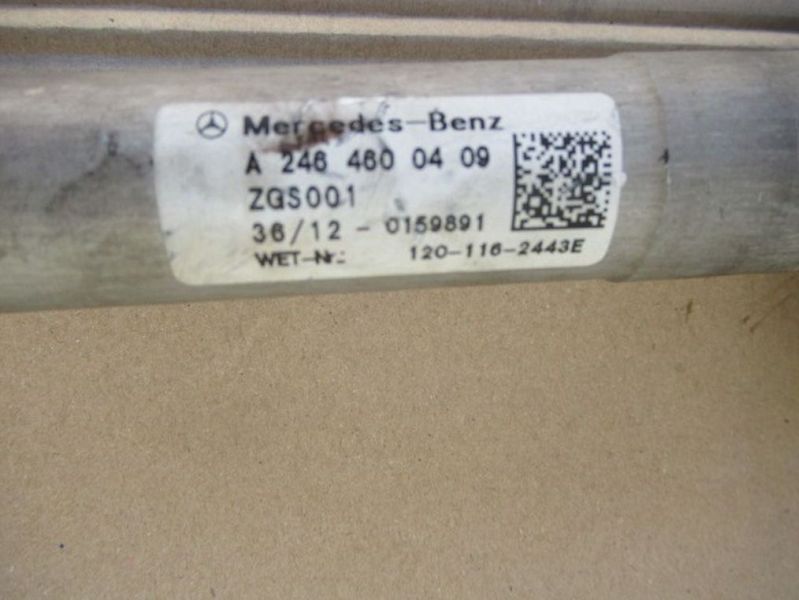 Mercedes-Benz
A 246 460 04 09
ZGS001
36/12 - 0159891
WET-Nr.: 120-116-2443E